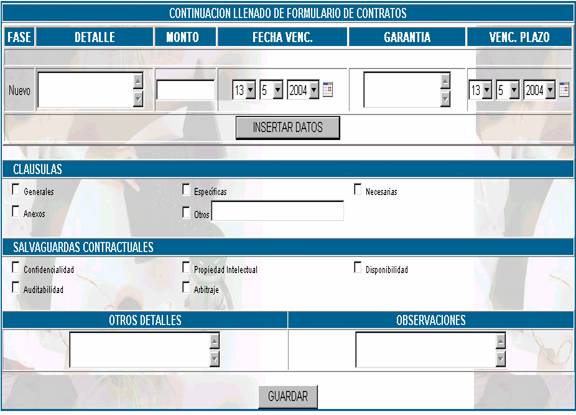 CONTINUACION LLENADO DE FORMULARIO DE CONTRATOS
FASE DETALLE MONTO FECHA VENC. GARANTIA VENC. PLAZO
Nuevo 13 5 2004 13 5 2004
INSERTAR DATOS
CLAUSULAS
Generales Específicas Necesarias
Anexos Otros
SALVAGUARDAS CONTRACTUALES
Confidencialidad Propiedad Intelectual Disponibilidad
Auditabilidad Arbitraje
OTROS DETALLES OBSERVACIONES
GUARDAR